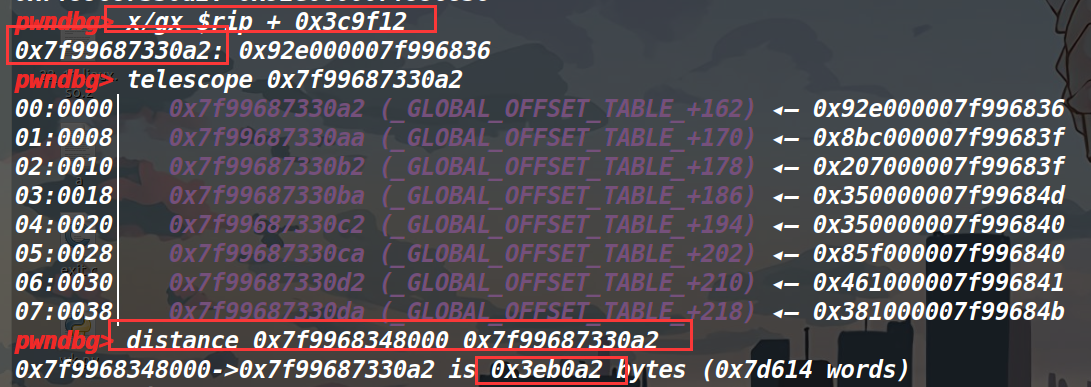 pwndbg> x/gx $rip + 0x3c9f12
0x7f99687330a2: 0x92e000007f996836
pwndbg> telescope 0x7f99687330a2
00:0000│ 0x7f99687330a2 (_GLOBAL_OFFSET_TABLE_+162) ◂— 0x92e000007f996836
01:0008│ 0x7f99687330aa (_GLOBAL_OFFSET_TABLE_+170) ◂— 0x8bc000007f99683f
02:0010│ 0x7f99687330b2 (_GLOBAL_OFFSET_TABLE_+178) ◂— 0x207000007f99683f
03:0018│ 0x7f99687330ba (_GLOBAL_OFFSET_TABLE_+186) ◂— 0x350000007f99684d
04:0020│ 0x7f99687330c2 (_GLOBAL_OFFSET_TABLE_+194) ◂— 0x350000007f996840
05:0028│ 0x7f99687330ca (_GLOBAL_OFFSET_TABLE_+202) ◂— 0x85f000007f996840
06:0030│ 0x7f99687330d2 (_GLOBAL_OFFSET_TABLE_+210) ◂— 0x461000007f996841
07:0038│ 0x7f99687330da (_GLOBAL_OFFSET_TABLE_+218) ◂— 0x381000007f99684b
pwndbg> distance 0x7f9968348000 0x7f99687330a2
0x7f9968348000->0x7f99687330a2 is 0x3eb0a2 bytes (0x7d614 words)